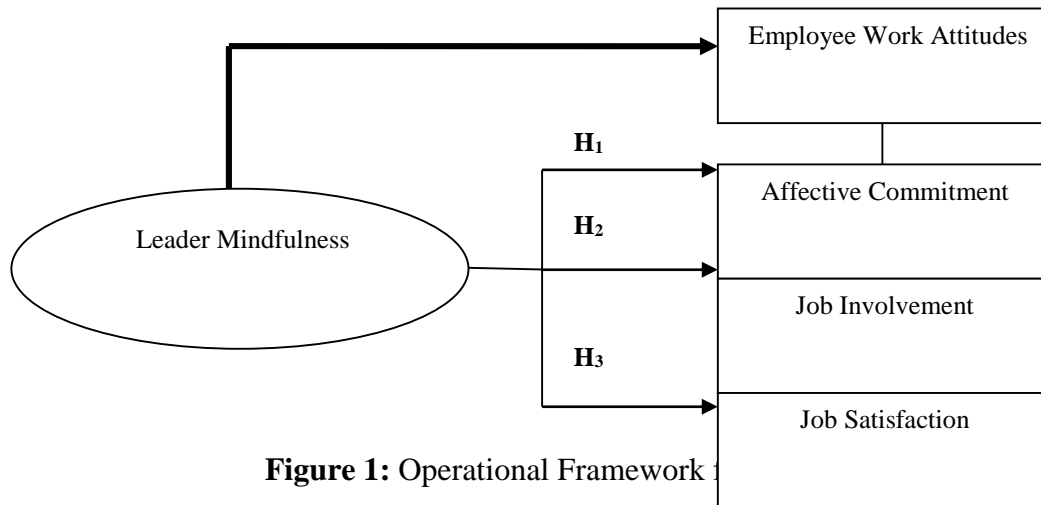 Employee Work Attitudes
H1
Affective Commitment
Leader Mindfulness
H2
Job Involvement
H3
Job Satisfaction
Figure 1: Operational Framework